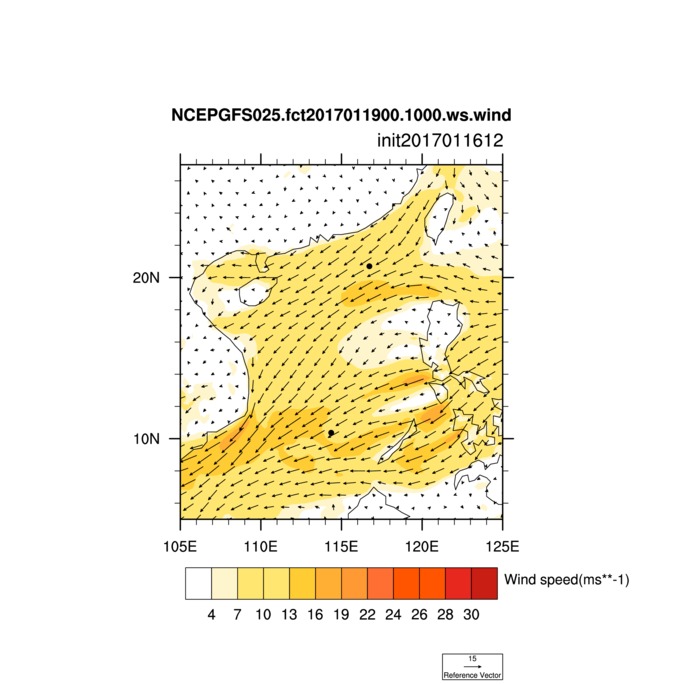 NCEPGFS025.fct2017011900.1000.ws.wind
init2017011612
20N
10N
105E 110E 115E 120E 125E
Wind speed(ms**-1)
4 7 10 13 16 19 22 24 26 28 30
15
Reference Vector